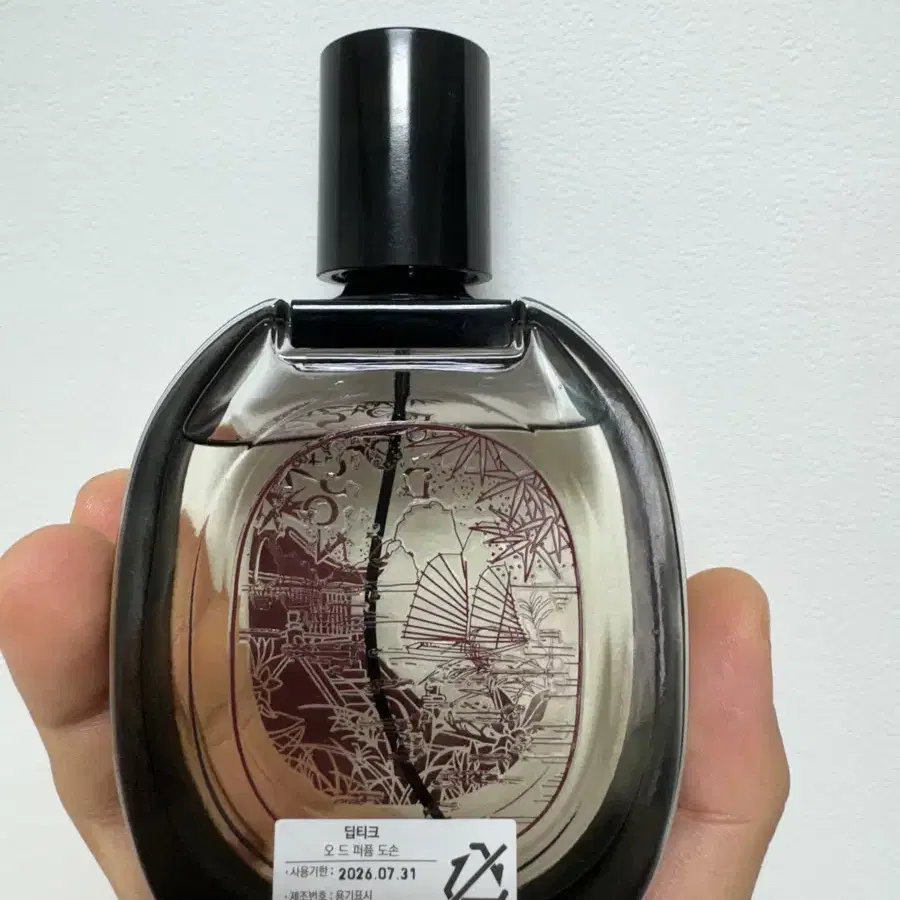 딥티크
오 드 퍼퓸 도손
·사용기한 : 2026.07.31
·제조번호 : 용기표시